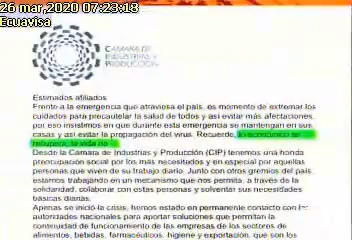 26 mar, 2020 07:23:18
Ecuavisa
CAMARA DE
INDUSTRIAS Y
PRODUCCION
Estimados afiliados
Frente a la emergencia que atraviesa el país, es momento de extremar los
cuidados para precautelar la salud de todos y así evitar más afectaciones,
por eso insistimos en que durante esta emergencia se mantengan en sus
casas y así evitar la propagación del virus. Recuerde, lo económico se
recupera, la vida no
Desde la Cámara de Industrias y Producción (CIP) tenemos una honda
preocupación social por los más necesitados y en especial por aquellas
personas que viven de su trabajo diario. Junto con otros gremios del país
estamos trabajando en un mecanismo que nos permita, a través de la
solidaridad, colaborar con estas personas y solventar sus necesidades
básicas diarias.
Apenas se inició la crisis, hemos estado en permanente contacto con las
autoridades nacionales para aportar soluciones que permitan la
continuidad de funcionamiento de las empresas de los sectores de
alimentos, bebidas, farmacéuticos, higiene y exportación, que son los